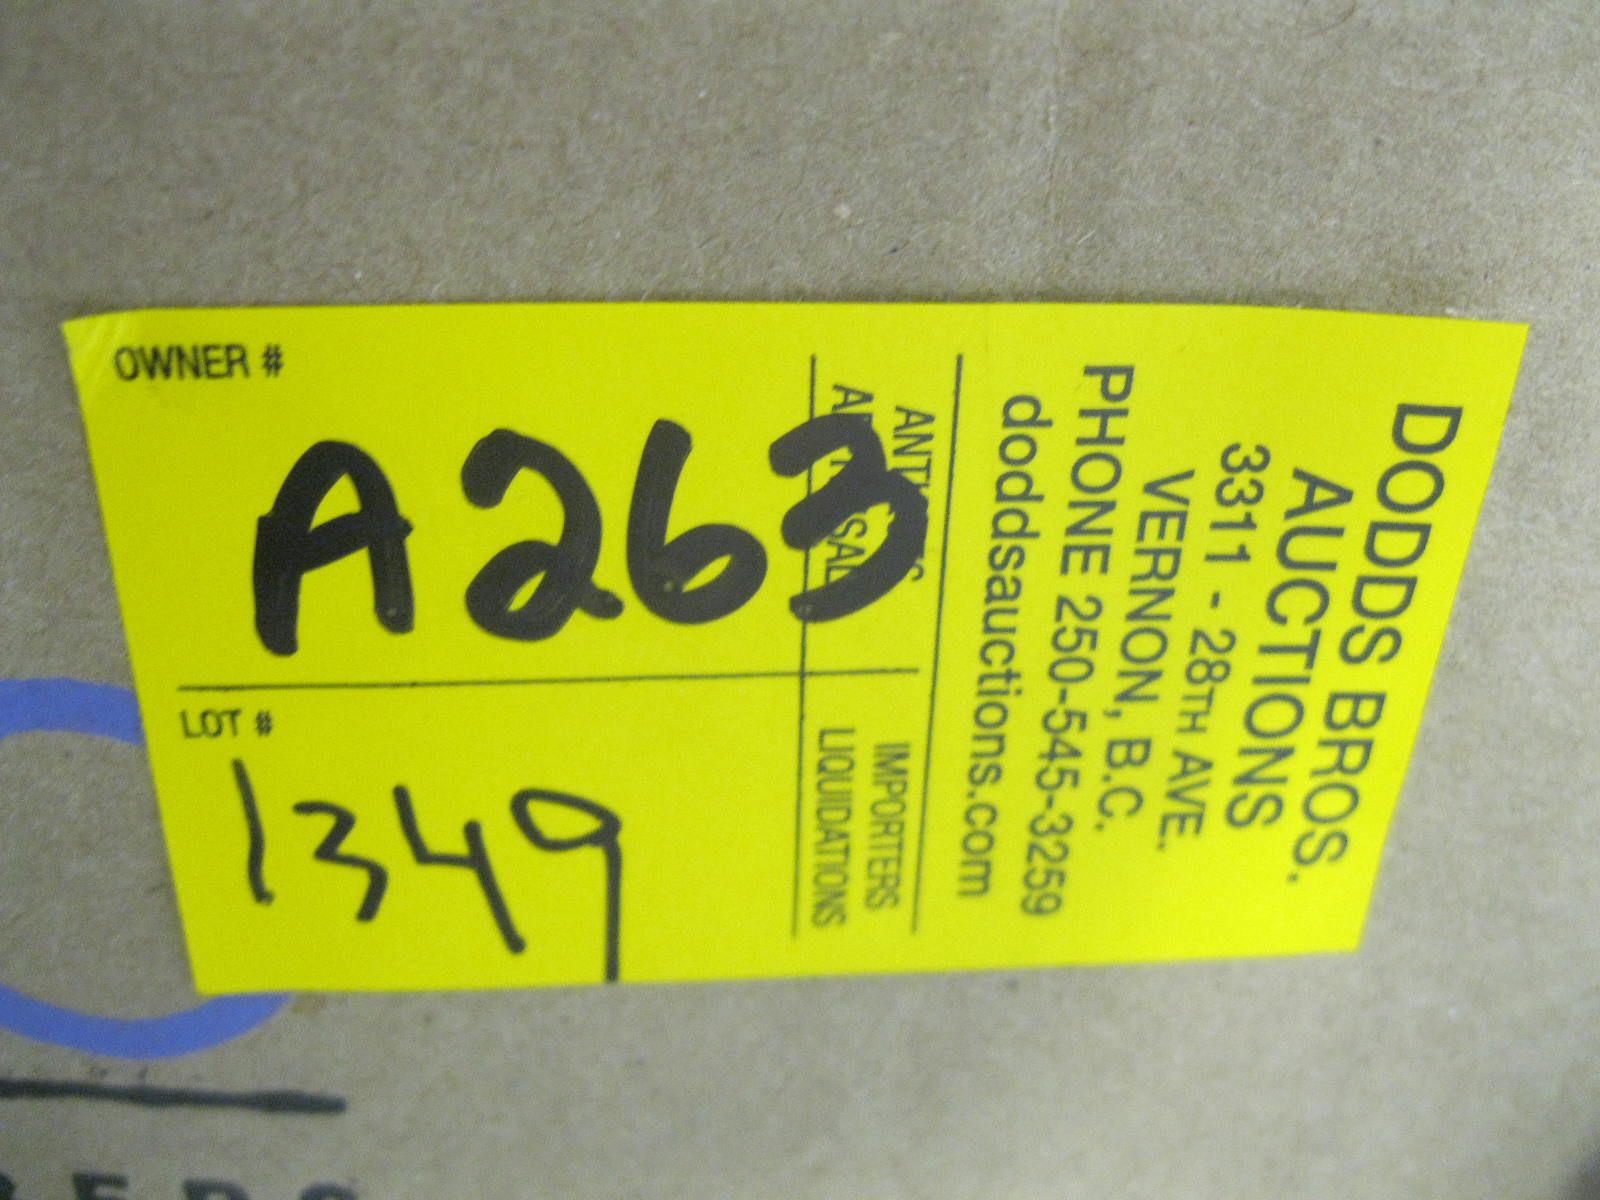 OWNER #
A263
LOT #
1349
DODDS BROS.
AUCTIONS
3311 - 28TH AVE.
VERNON, B.C.
PHONE 250-545-3259
doddsauctions.com
IMPORTERS
LIQUIDATIONS